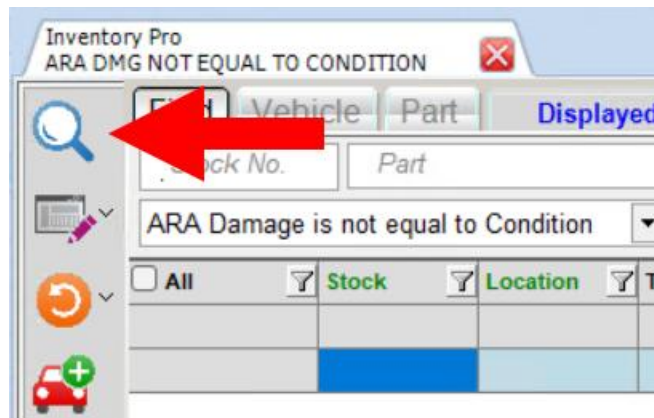 Inventory Pro
ARA DMG NOT EQUAL TO CONDITION
Vehicle Part Displayed
No. Part
ARA Damage is not equal to Condition
All Stock Location T